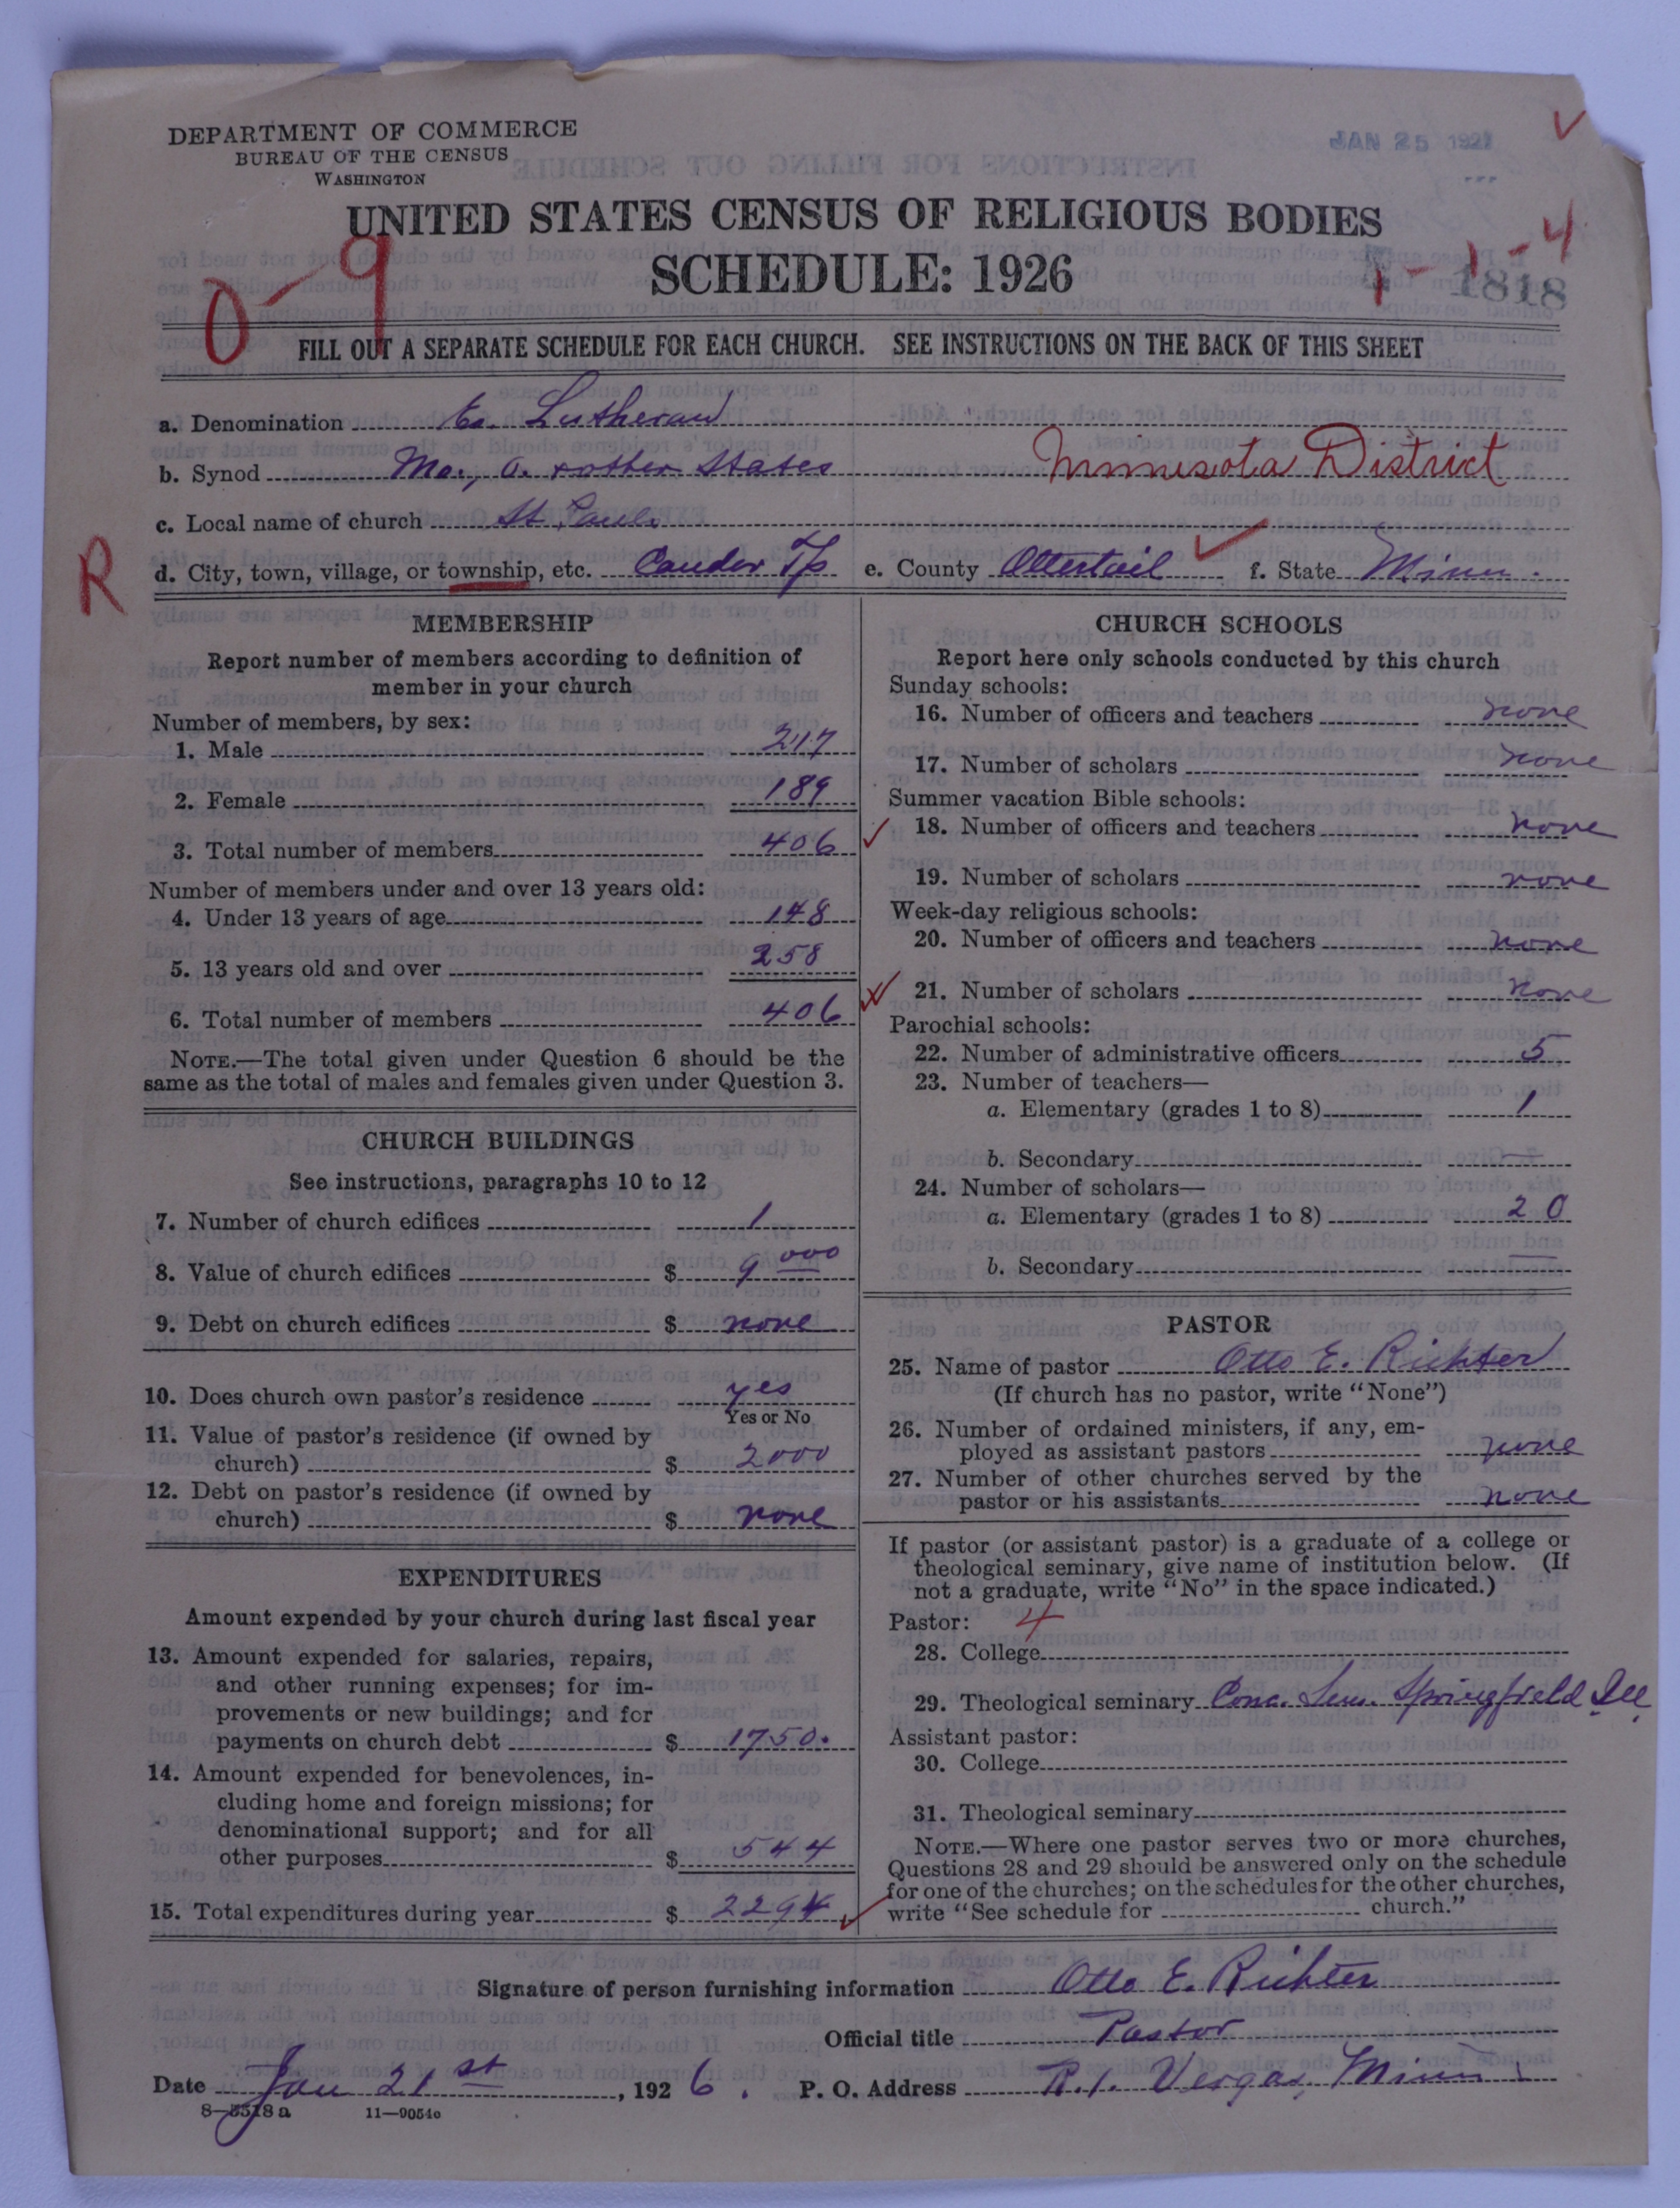 DEPARTMENT OF COMMERCE
BUREAU OF THE CENSUS
WASHINGTON
JAN 25 192
UNITED STATES CENSUS OF RELIGIOUS BODIES
SCHEDULE: 1926
0-9
1-1-4
1818
FILL OUT A SEPARATE SCHEDULE FOR EACH CHURCH. SEE INSTRUCTIONS ON THE BACK OF THIS SHEET
a. Denomination Ev. Lutheran
b. Synod Mo., O. & other States Minnesota District
c. Local name of church St. Pauls
R
d. City, town, village, or township, etc. Candor Tp e. County Ottertail f. State Minn.
MEMBERSHIP
Report number of members according to definition of
member in your church
Number of members, by sex:
1. Male 217
2. Female 189
3. Total number of members 406
Number of members under and over 13 years old:
4. Under 13 years of age 148
5. 13 years old and over 258
6. Total number of members 406
NOTE.—The total given under Question 6 should be the
same as the total of males and females given under Question 3.
CHURCH BUILDINGS
See instructions, paragraphs 10 to 12
7. Number of church edifices 1
8. Value of church edifices $ 9000
9. Debt on church edifices $ none
10. Does church own pastor's residence yes
Yes or No
11. Value of pastor's residence (if owned by
church) $ 2000
12. Debt on pastor's residence (if owned by
church) $ none
EXPENDITURES
Amount expended by your church during last fiscal year
13. Amount expended for salaries, repairs,
and other running expenses; for im-
provements or new buildings; and for
payments on church debt $ 1750.
14. Amount expended for benevolences, in-
cluding home and foreign missions; for
denominational support; and for all
other purposes $ 544
15. Total expenditures during year $ 2294
CHURCH SCHOOLS
Report here only schools conducted by this church
Sunday schools:
16. Number of officers and teachers none
17. Number of scholars none
Summer vacation Bible schools:
18. Number of officers and teachers none
19. Number of scholars none
Week-day religious schools:
20. Number of officers and teachers none
21. Number of scholars none
Parochial schools:
22. Number of administrative officers 5
23. Number of teachers—
a. Elementary (grades 1 to 8) 1
b. Secondary —
24. Number of scholars—
a. Elementary (grades 1 to 8) 20
b. Secondary —
PASTOR
25. Name of pastor Otto E. Richter
(If church has no pastor, write "None")
26. Number of ordained ministers, if any, em-
ployed as assistant pastors none
27. Number of other churches served by the
pastor or his assistants none
If pastor (or assistant pastor) is a graduate of a college or
theological seminary, give name of institution below. (If
not a graduate, write "No" in the space indicated.)
Pastor: 4
28. College
29. Theological seminary Conc. Sem. Springfield Ill.
Assistant pastor:
30. College
31. Theological seminary
NOTE.—Where one pastor serves two or more churches,
Questions 28 and 29 should be answered only on the schedule
for one of the churches; on the schedules for the other churches,
write "See schedule for church."
Signature of person furnishing information Otto E. Richter
Official title Pastor
Date Jan 21st, 1926. P. O. Address R.1. Vergas, Minn
8—5518a 11—9054o